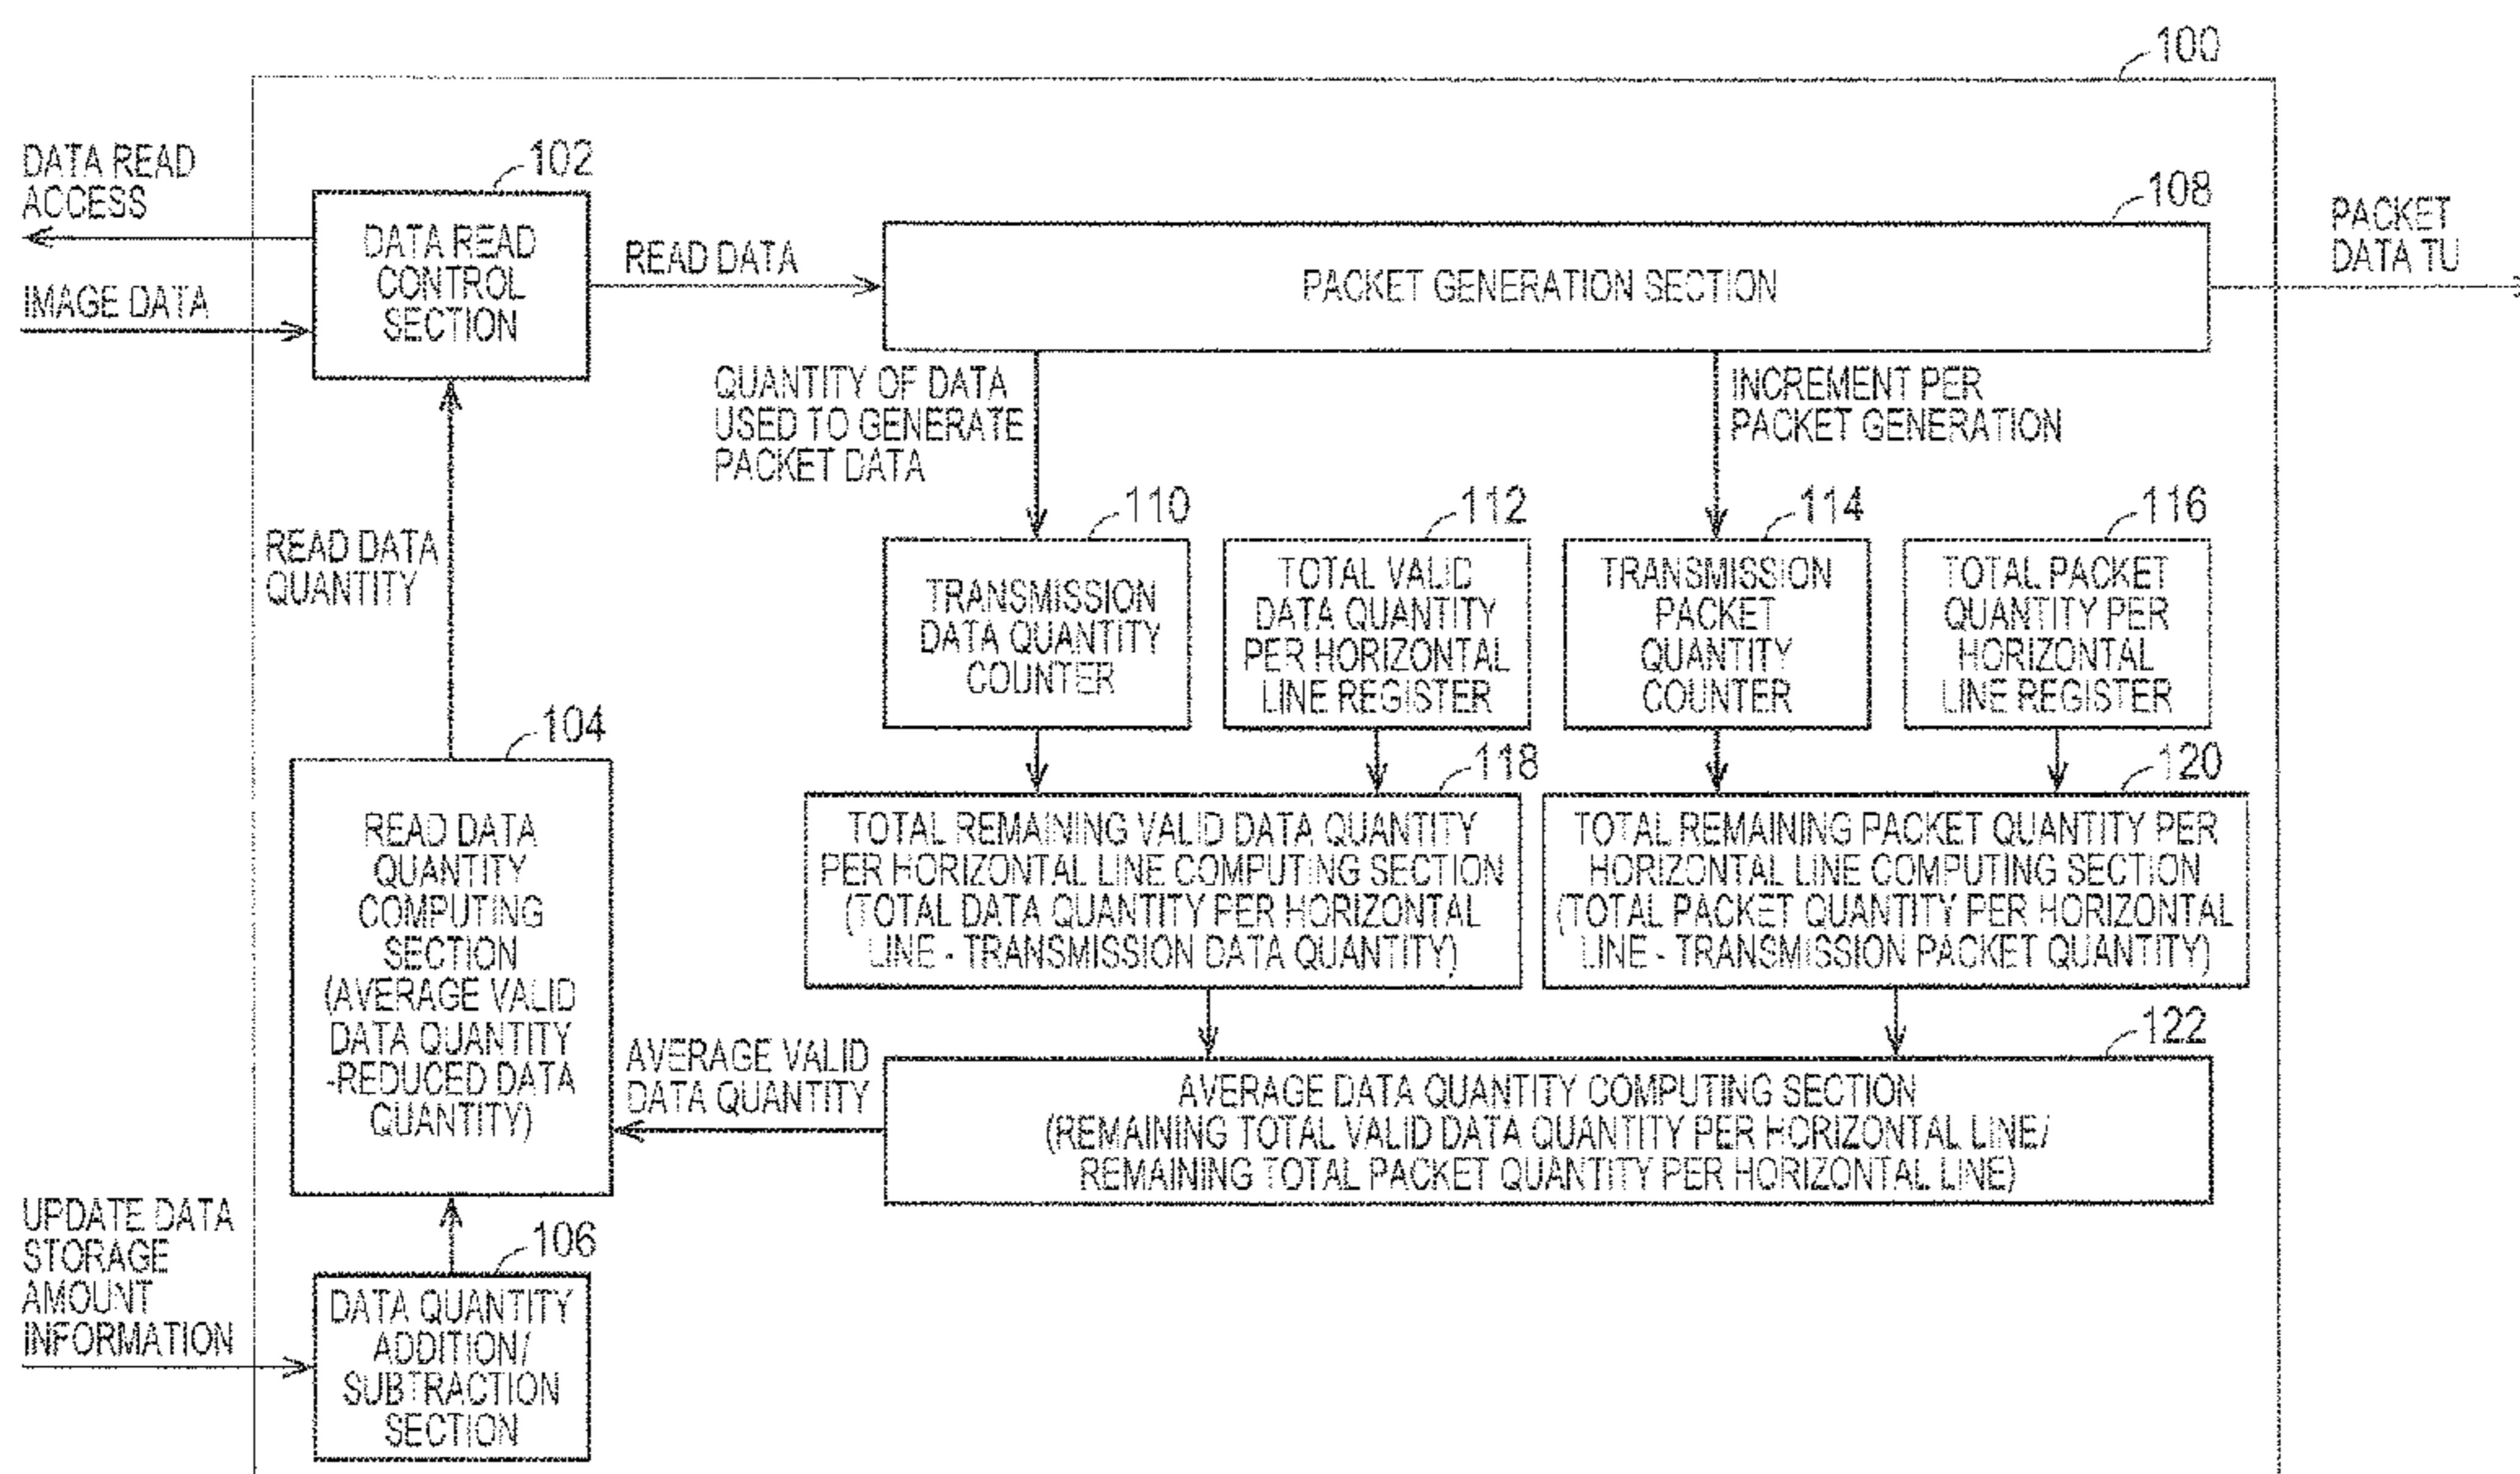 100
DATA READ
ACCESS
IMAGE DATA
102
DATA READ
CONTROL
SECTION
READ DATA
108
PACKET GENERATION SECTION
PACKET
DATA TU
QUANTITY OF DATA
USED TO GENERATE
PACKET DATA
INCREMENT PER
PACKET GENERATION
READ DATA
QUANTITY
110
TRANSMISSION
DATA QUANTITY
COUNTER
112
TOTAL VALID
DATA QUANTITY
PER HORIZONTAL
LINE REGISTER
114
TRANSMISSION
PACKET
QUANTITY
COUNTER
116
TOTAL PACKET
QUANTITY PER
HORIZONTAL
LINE REGISTER
104
READ DATA
QUANTITY
COMPUTING
SECTION
(AVERAGE VALID
DATA QUANTITY
-REDUCED DATA
QUANTITY)
118
TOTAL REMAINING VALID DATA QUANTITY
PER HORIZONTAL LINE COMPUTING SECTION
(TOTAL DATA QUANTITY PER HORIZONTAL
LINE - TRANSMISSION DATA QUANTITY)
120
TOTAL REMAINING PACKET QUANTITY PER
HORIZONTAL LINE COMPUTING SECTION
(TOTAL PACKET QUANTITY PER HORIZONTAL
LINE - TRANSMISSION PACKET QUANTITY)
AVERAGE VALID
DATA QUANTITY
122
AVERAGE DATA QUANTITY COMPUTING SECTION
(REMAINING TOTAL VALID DATA QUANTITY PER HORIZONTAL LINE/
REMAINING TOTAL PACKET QUANTITY PER HORIZONTAL LINE)
UPDATE DATA
STORAGE
AMOUNT
INFORMATION
106
DATA QUANTITY
ADDITION/
SUBTRACTION
SECTION